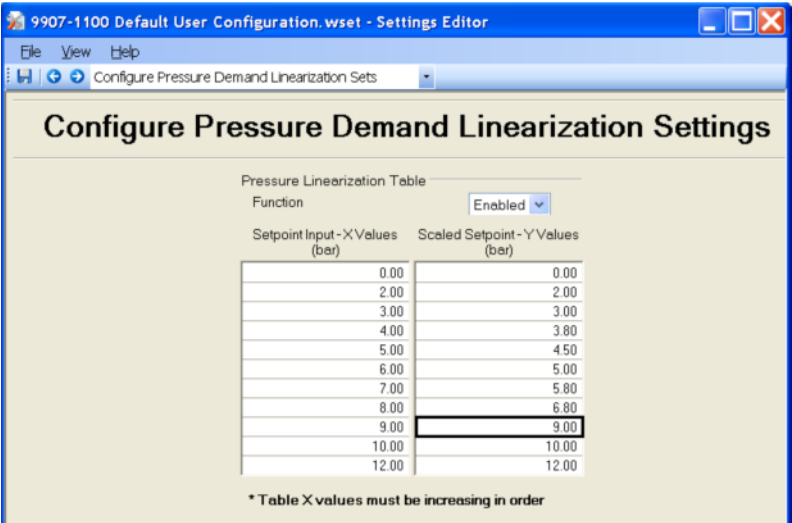 9907-1100 Default User Configuration.wset - Settings Editor
File View Help
Configure Pressure Demand Linearization Sets
Configure Pressure Demand Linearization Settings
Pressure Linearization Table
Function Enabled
Setpoint Input - X Values Scaled Setpoint - Y Values
(bar) (bar)
0.00 0.00
2.00 2.00
3.00 3.00
4.00 3.80
5.00 4.50
6.00 5.00
7.00 5.80
8.00 6.80
9.00 9.00
10.00 10.00
12.00 12.00
* Table X values must be increasing in order